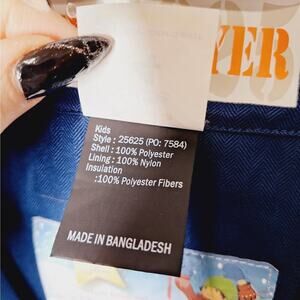 YER
Kids
Style : 25625 (PO: 7584)
Shell : 100% Polyester
Lining : 100% Nylon
Insulation
:100% Polyester Fibers
MADE IN BANGLADESH